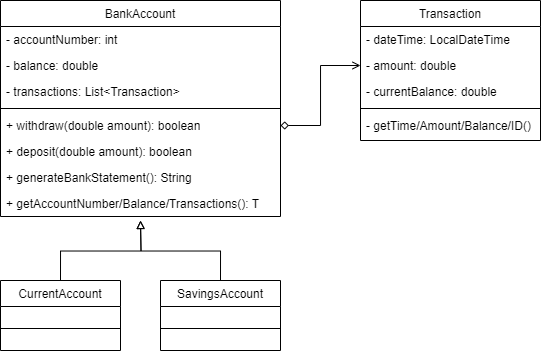 BankAccount
- accountNumber: int
- balance: double
- transactions: List<Transaction>
+ withdraw(double amount): boolean
+ deposit(double amount): boolean
+ generateBankStatement(): String
+ getAccountNumber/Balance/Transactions(): T
Transaction
- dateTime: LocalDateTime
- amount: double
- currentBalance: double
- getTime/Amount/Balance/ID()
CurrentAccount
SavingsAccount